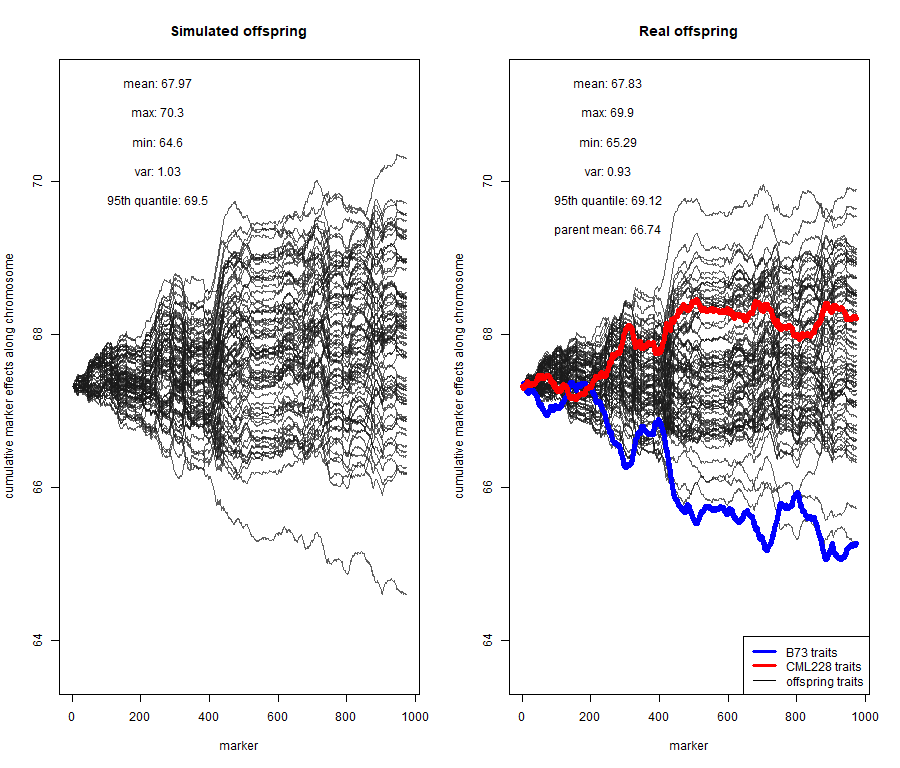 Simulated offspring
mean: 67.97
max: 70.3
min: 64.6
var: 1.03
95th quantile: 69.5
cumulative marker effects along chromosome
70
68
66
64
0 200 400 600 800 1000
marker
Real offspring
mean: 67.83
max: 69.9
min: 65.29
var: 0.93
95th quantile: 69.12
parent mean: 66.74
cumulative marker effects along chromosome
70
68
66
64
B73 traits
CML228 traits
offspring traits
0 200 400 600 800 1000
marker